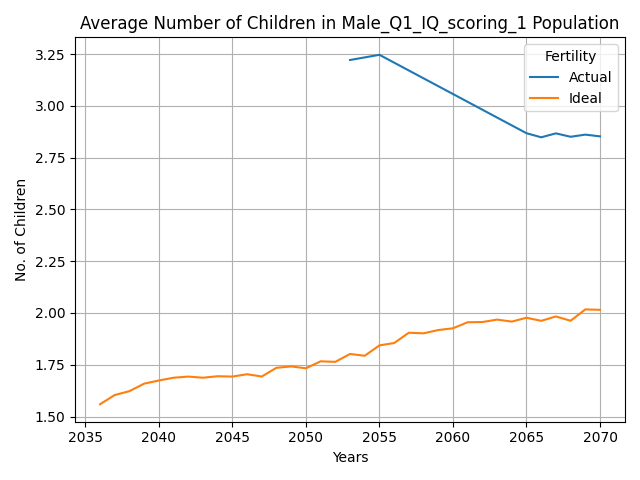 Average Number of Children in Male_Q1_IQ_scoring_1 Population
Fertility
Actual
Ideal
No. of Children
3.25
3.00
2.75
2.50
2.25
2.00
1.75
1.50
2035 2040 2045 2050 2055 2060 2065 2070
Years